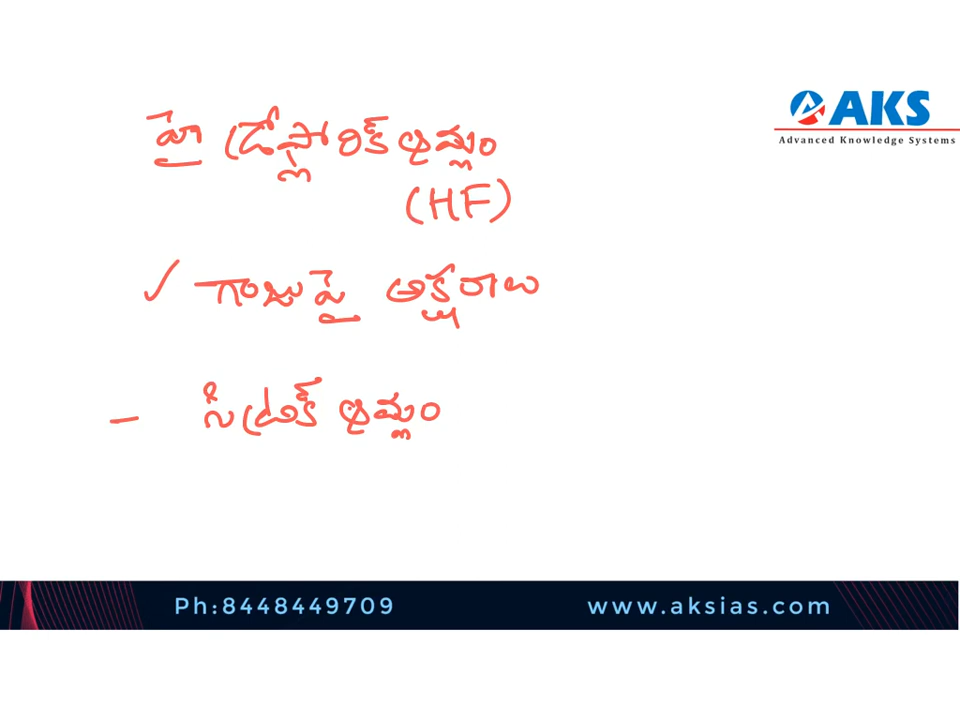 AKS
Advanced Knowledge Systems
హై డ్రోఫ్లోరిక్ ఆమ్లం
(HF)
✓ గాజుపై అక్షరాలు
– సిట్రిక్ ఆమ్లం
Ph:8448449709
www.aksias.com